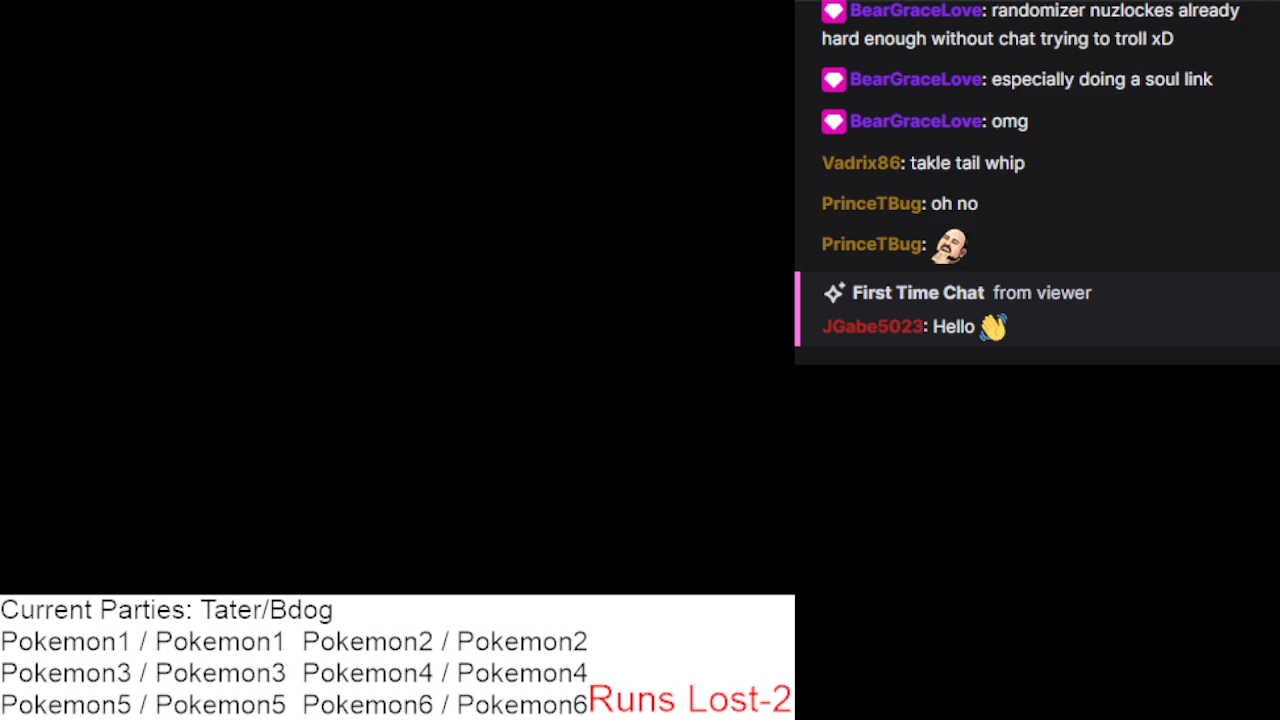 BearGraceLove: randomizer nuzlockes already
hard enough without chat trying to troll xD
BearGraceLove: especially doing a soul link
BearGraceLove: omg
Vadrix86: takle tail whip
PrinceTBug: oh no
PrinceTBug:
First Time Chat from viewer
JGabe5023: Hello 👋
Current Parties: Tater/Bdog
Pokemon1 / Pokemon1 Pokemon2 / Pokemon2
Pokemon3 / Pokemon3 Pokemon4 / Pokemon4
Pokemon5 / Pokemon5 Pokemon6 / Pokemon6
Runs Lost-2